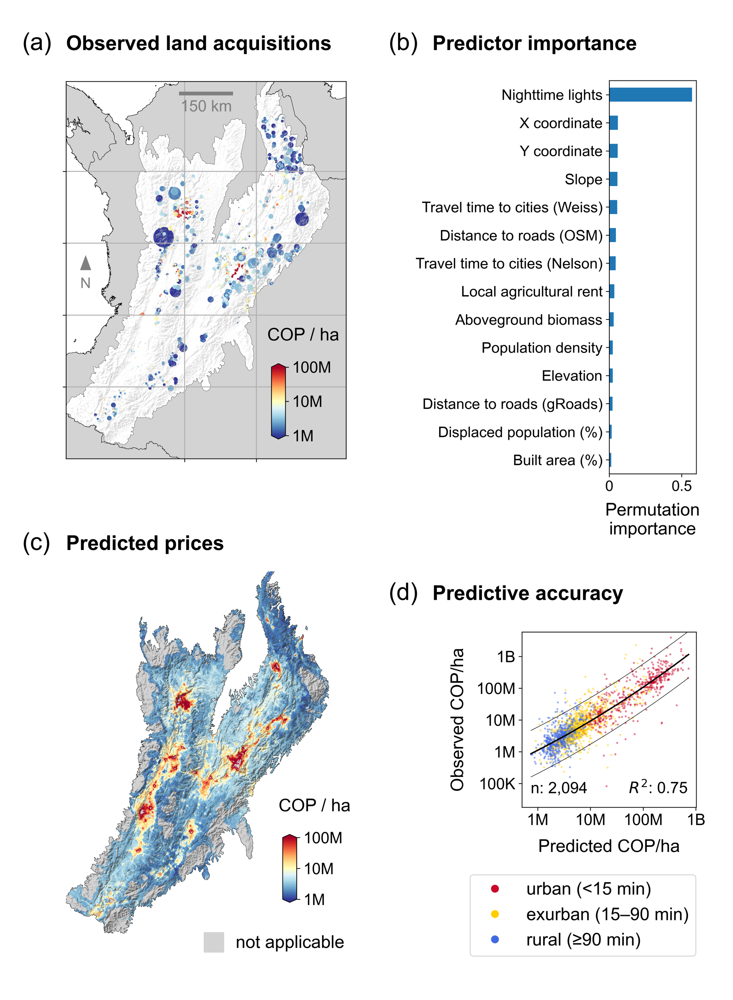 (a) Observed land acquisitions
150 km
N
COP / ha
100M
10M
1M
(b) Predictor importance
Nighttime lights
X coordinate
Y coordinate
Slope
Travel time to cities (Weiss)
Distance to roads (OSM)
Travel time to cities (Nelson)
Local agricultural rent
Aboveground biomass
Population density
Elevation
Distance to roads (gRoads)
Displaced population (%)
Built area (%)
0 0.5
Permutation
importance
(c) Predicted prices
COP / ha
100M
10M
1M
not applicable
(d) Predictive accuracy
Observed COP/ha
1B
100M
10M
1M
100K
n: 2,094 R²: 0.75
1M 10M 100M 1B
Predicted COP/ha
urban (<15 min)
exurban (15–90 min)
rural (≥90 min)